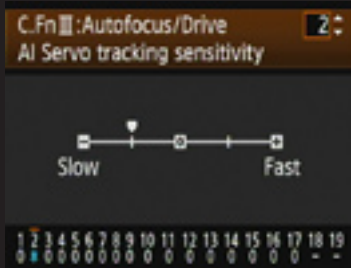 C.Fn III :Autofocus/Drive 2
AI Servo tracking sensitivity
Slow Fast
1 2 3 4 5 6 7 8 9 10 11 12 13 14 15 16 17 18 19
0 0 0 0 0 0 0 0 0 0 0 0 0 0 0 0 - -